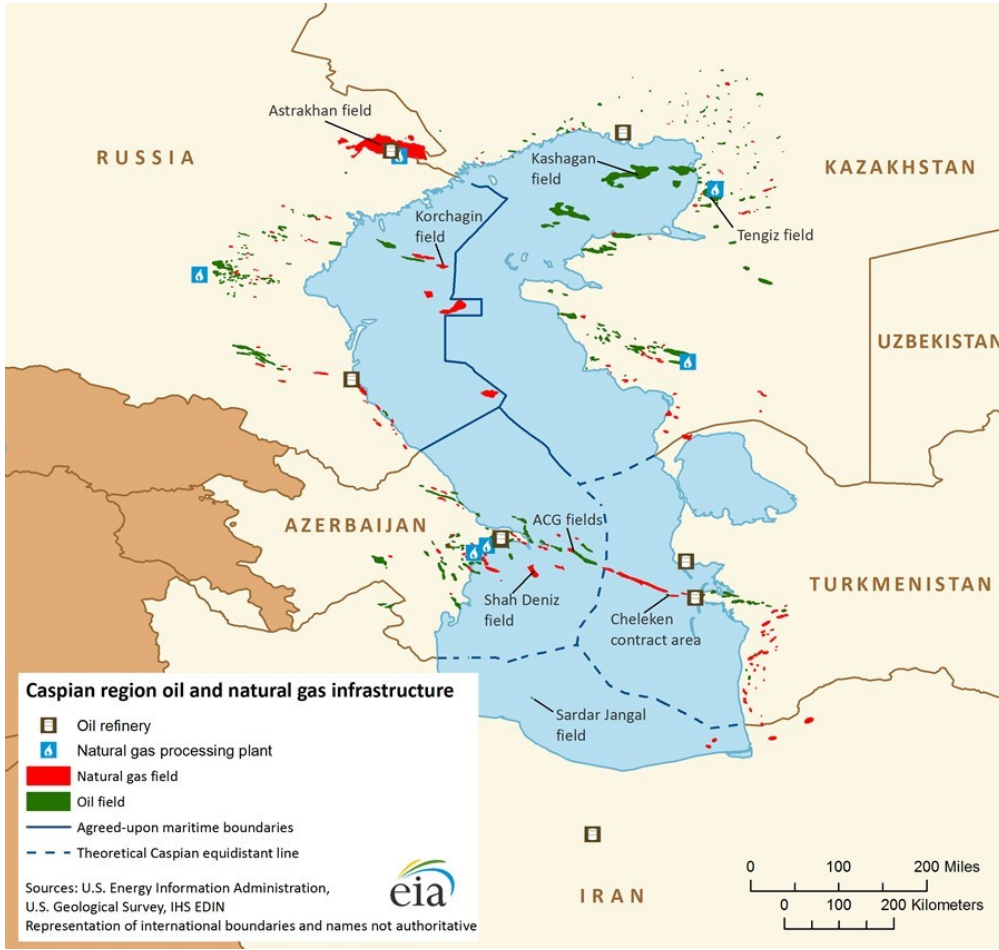 Astrakhan field
RUSSIA
Kashagan
field
KAZAKHSTAN
Korchagin
field
Tengiz field
UZBEKISTAN
AZERBAIJAN
ACG fields
TURKMENISTAN
Shah Deniz
field
Cheleken
contract area
Sardar Jangal
field
Caspian region oil and natural gas infrastructure
Oil refinery
Natural gas processing plant
Natural gas field
Oil field
Agreed-upon maritime boundaries
Theoretical Caspian equidistant line
Sources: U.S. Energy Information Administration,
U.S. Geological Survey, IHS EDIN
Representation of international boundaries and names not authoritative
eia
IRAN
0 100 200 Miles
0 100 200 Kilometers